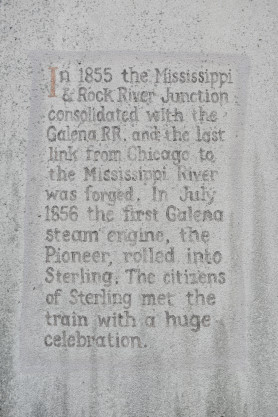 In 1855 the Mississippi
& Rock River Junction
consolidated with the
Galena RR, and the last
link from Chicago to
the Mississippi River
was forged. In July
1856 the first Galena
steam engine, the
Pioneer, rolled into
Sterling. The citizens
of Sterling met the
train with a huge
celebration.